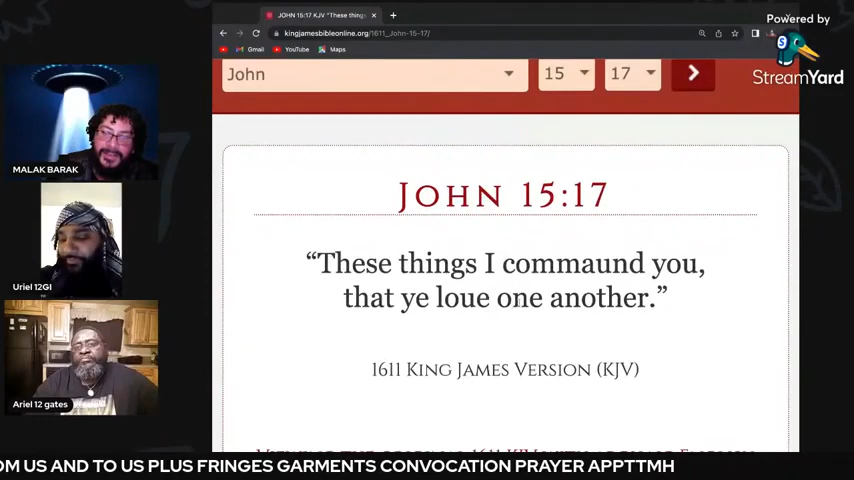 JOHN 15:17 KJV "These things
kingjamesbibleonline.org/1611_John-15-17/
Gmail
YouTube
Maps
Powered by
StreamYard
John
15
17
MALAK BARAK
Uriel 12GI
Ariel 12 gates
JOHN 15:17
“These things I commaund you,
that ye loue one another.”
1611 KING JAMES VERSION (KJV)
OM US AND TO US PLUS FRINGES GARMENTS CONVOCATION PRAYER APPTTMH